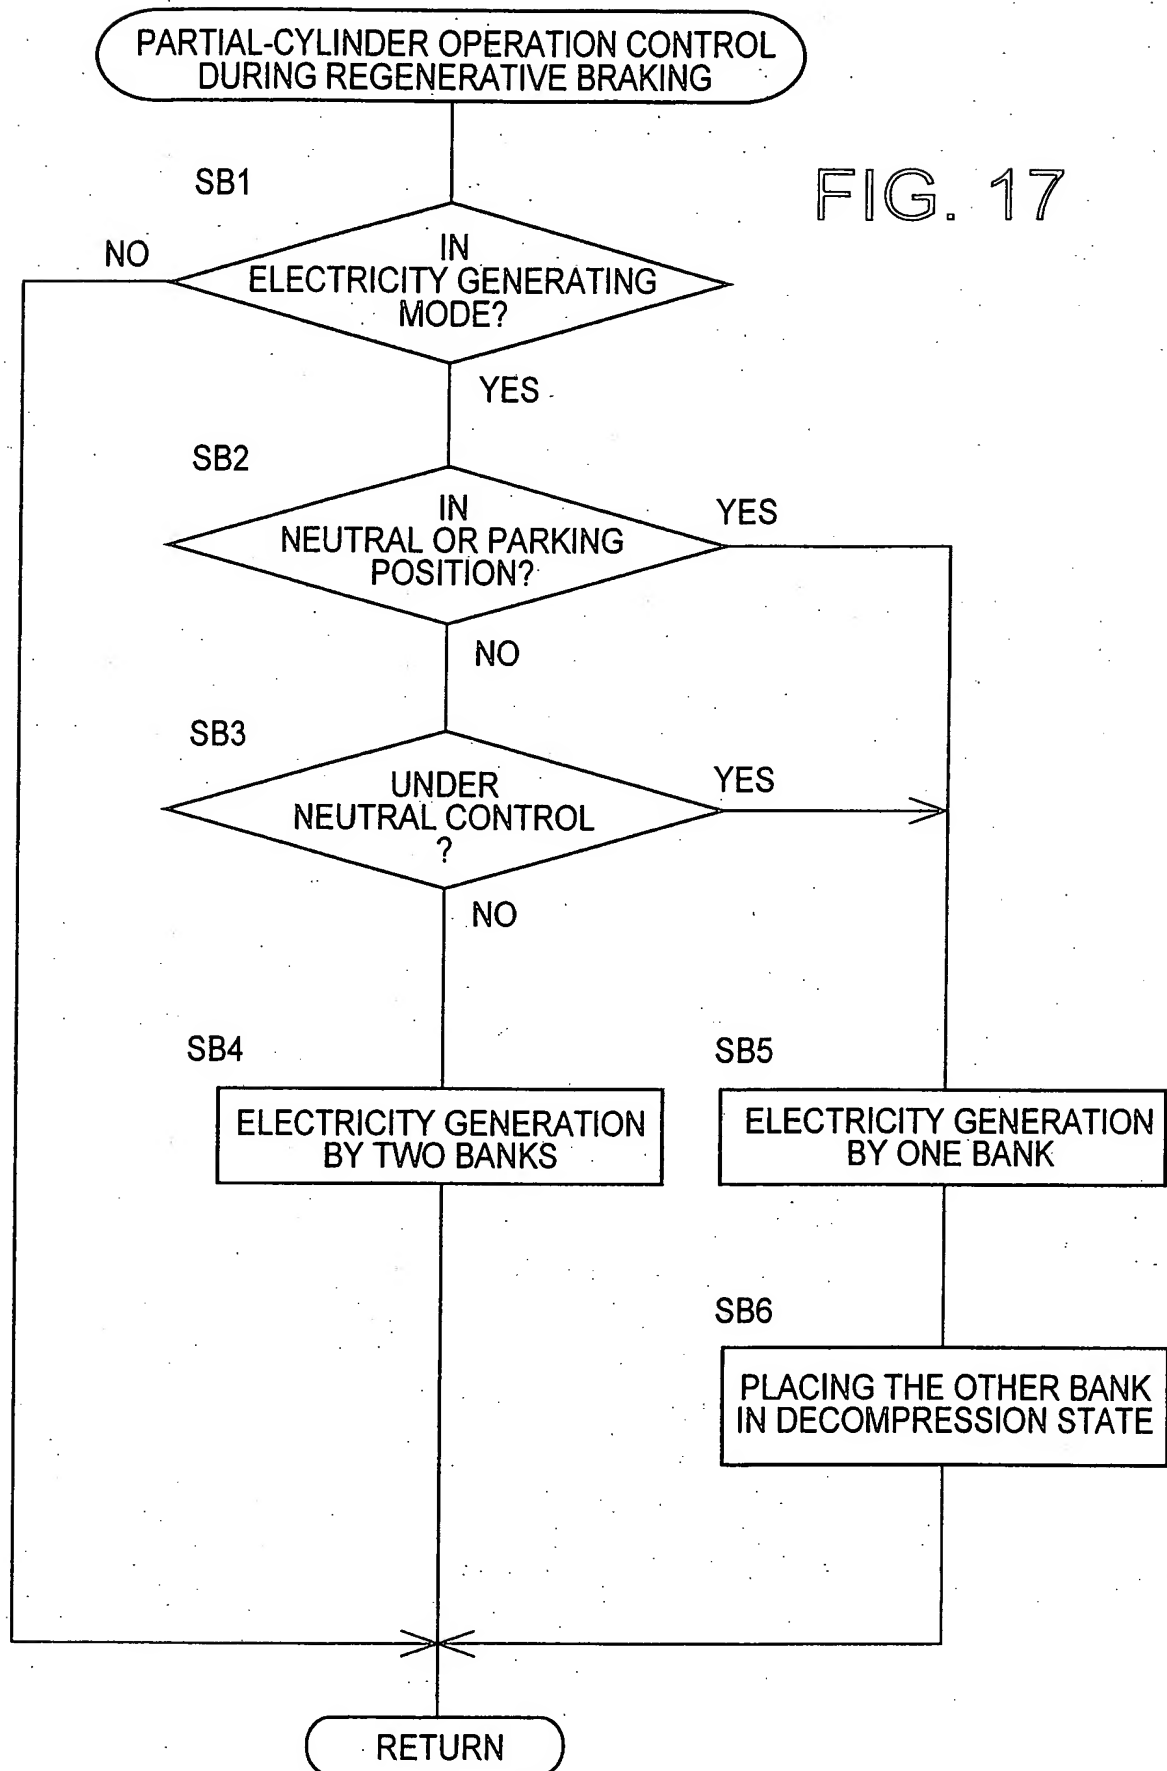 PARTIAL-CYLINDER OPERATION CONTROL
DURING REGENERATIVE BRAKING
FIG. 17
SB1
NO
IN
ELECTRICITY GENERATING
MODE?
YES
SB2
IN
NEUTRAL OR PARKING
POSITION?
YES
NO
SB3
UNDER
NEUTRAL CONTROL
?
YES
NO
SB4
ELECTRICITY GENERATION
BY TWO BANKS
SB5
ELECTRICITY GENERATION
BY ONE BANK
SB6
PLACING THE OTHER BANK
IN DECOMPRESSION STATE
RETURN